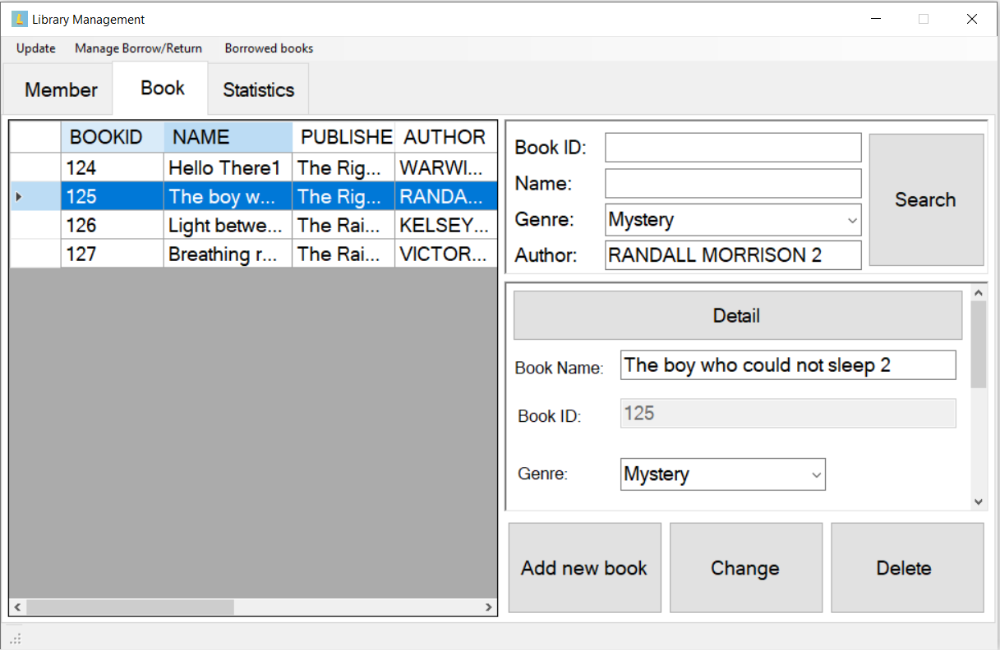 Library Management
Update Manage Borrow/Return Borrowed books
Member Book Statistics
BOOKID NAME PUBLISHE AUTHOR
124 Hello There1 The Rig... WARWI...
125 The boy w... The Rig... RANDA...
126 Light betwe... The Rai... KELSEY...
127 Breathing r... The Rai... VICTOR...
Book ID:
Name:
Genre: Mystery
Author: RANDALL MORRISON 2
Search
Detail
Book Name: The boy who could not sleep 2
Book ID: 125
Genre: Mystery
Add new book Change Delete